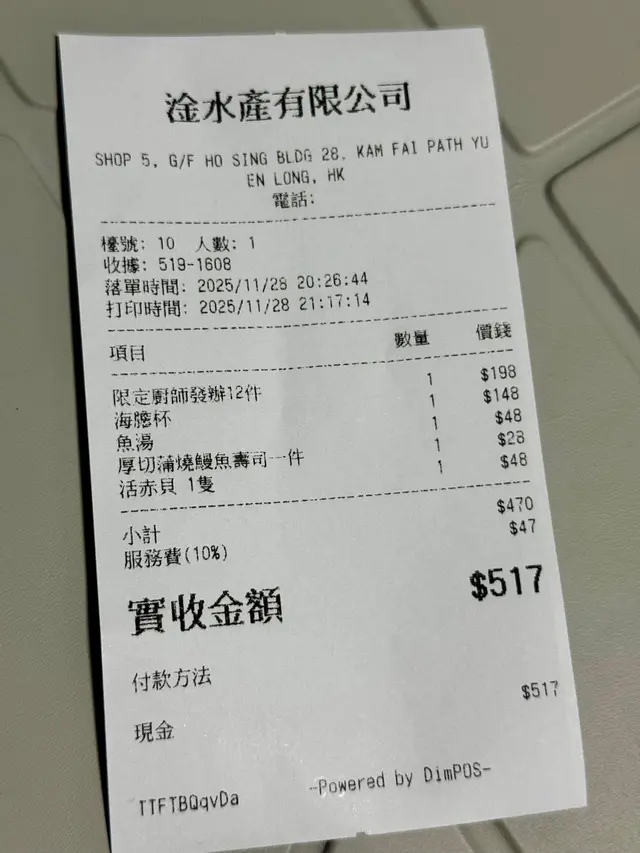 淦水產有限公司
SHOP 5, G/F HO SING BLDG 28, KAM FAI PATH YU
EN LONG, HK
電話:
檯號: 10 人數: 1
收據: 519-1608
落單時間: 2025/11/28 20:26:44
打印時間: 2025/11/28 21:17:14
項目 數量 價錢
限定廚師發辦12件 1 $198
海膽杯 1 $148
魚湯 1 $48
厚切蒲燒鰻魚壽司一件 1 $28
活赤貝 1隻 1 $48
小計 $470
服務費(10%) $47
實收金額 $517
付款方法
現金 $517
TTFTBQqvDa -Powered by DimPOS-